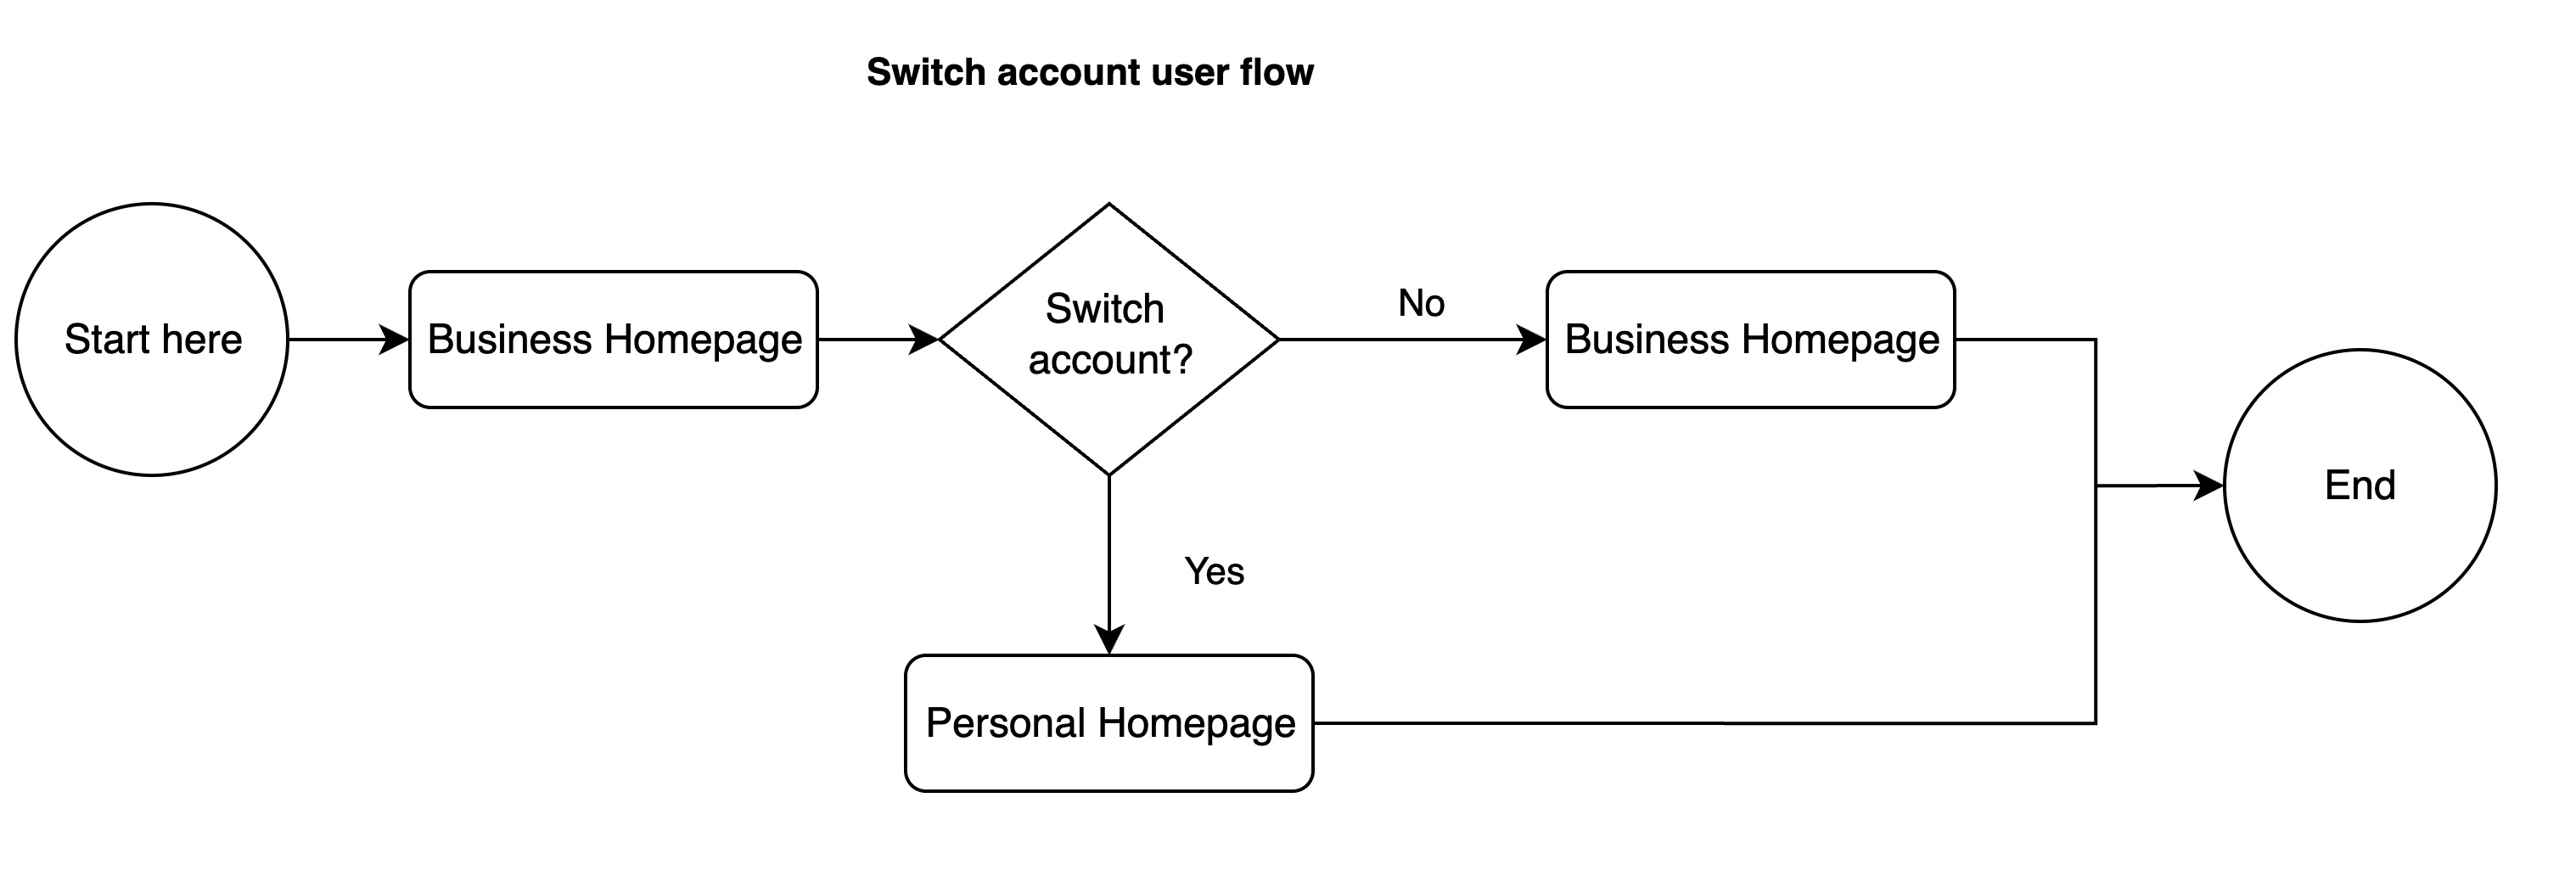 Switch account user flow
Start here
Business Homepage
Switch
account?
No
Business Homepage
End
Yes
Personal Homepage